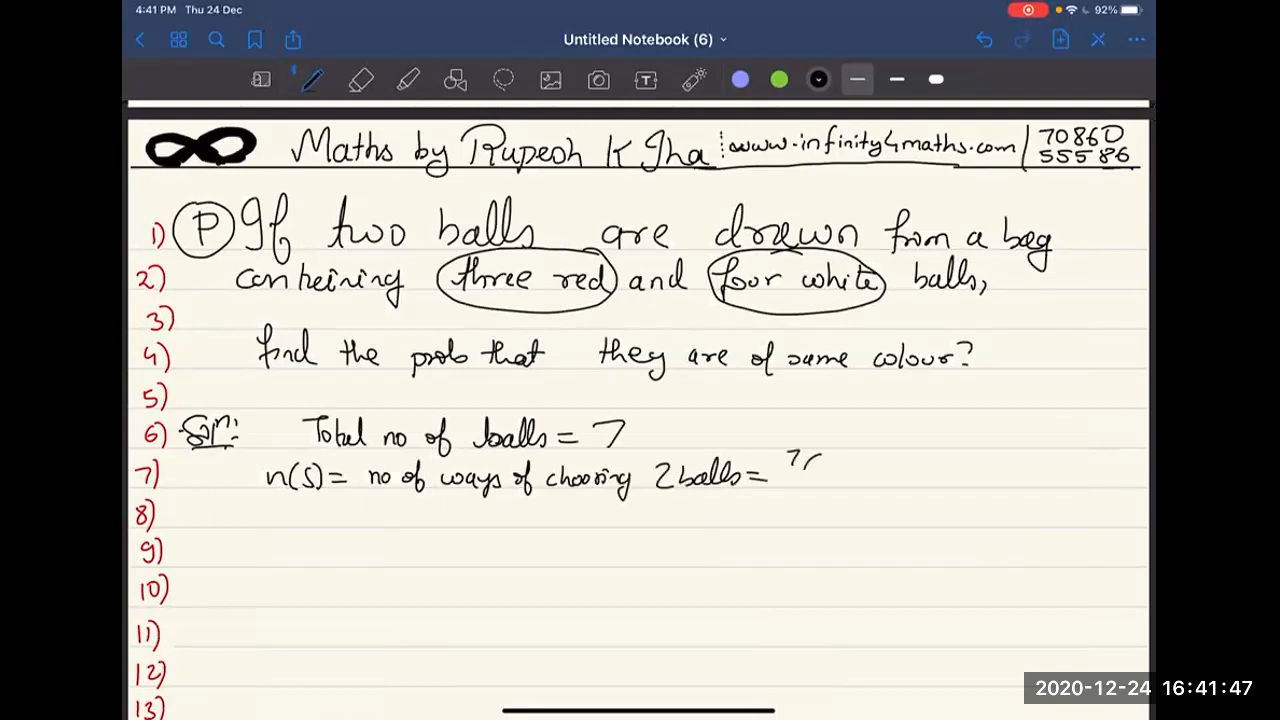 4:41 PM Thu 24 Dec
92%
Untitled Notebook (6)
Maths by Rupesh K Jha www.infinity4maths.com / 70860 55586
1) P If two balls are drawn from a bag
2) containing three red and four white balls,
3)
4) find the prob that they are of same colour?
5)
6) Soln: Total no of balls = 7
7) n(S) = no of ways of choosing 2 balls = 7C
8)
9)
10)
11)
12)
13)
2020-12-24 16:41:47